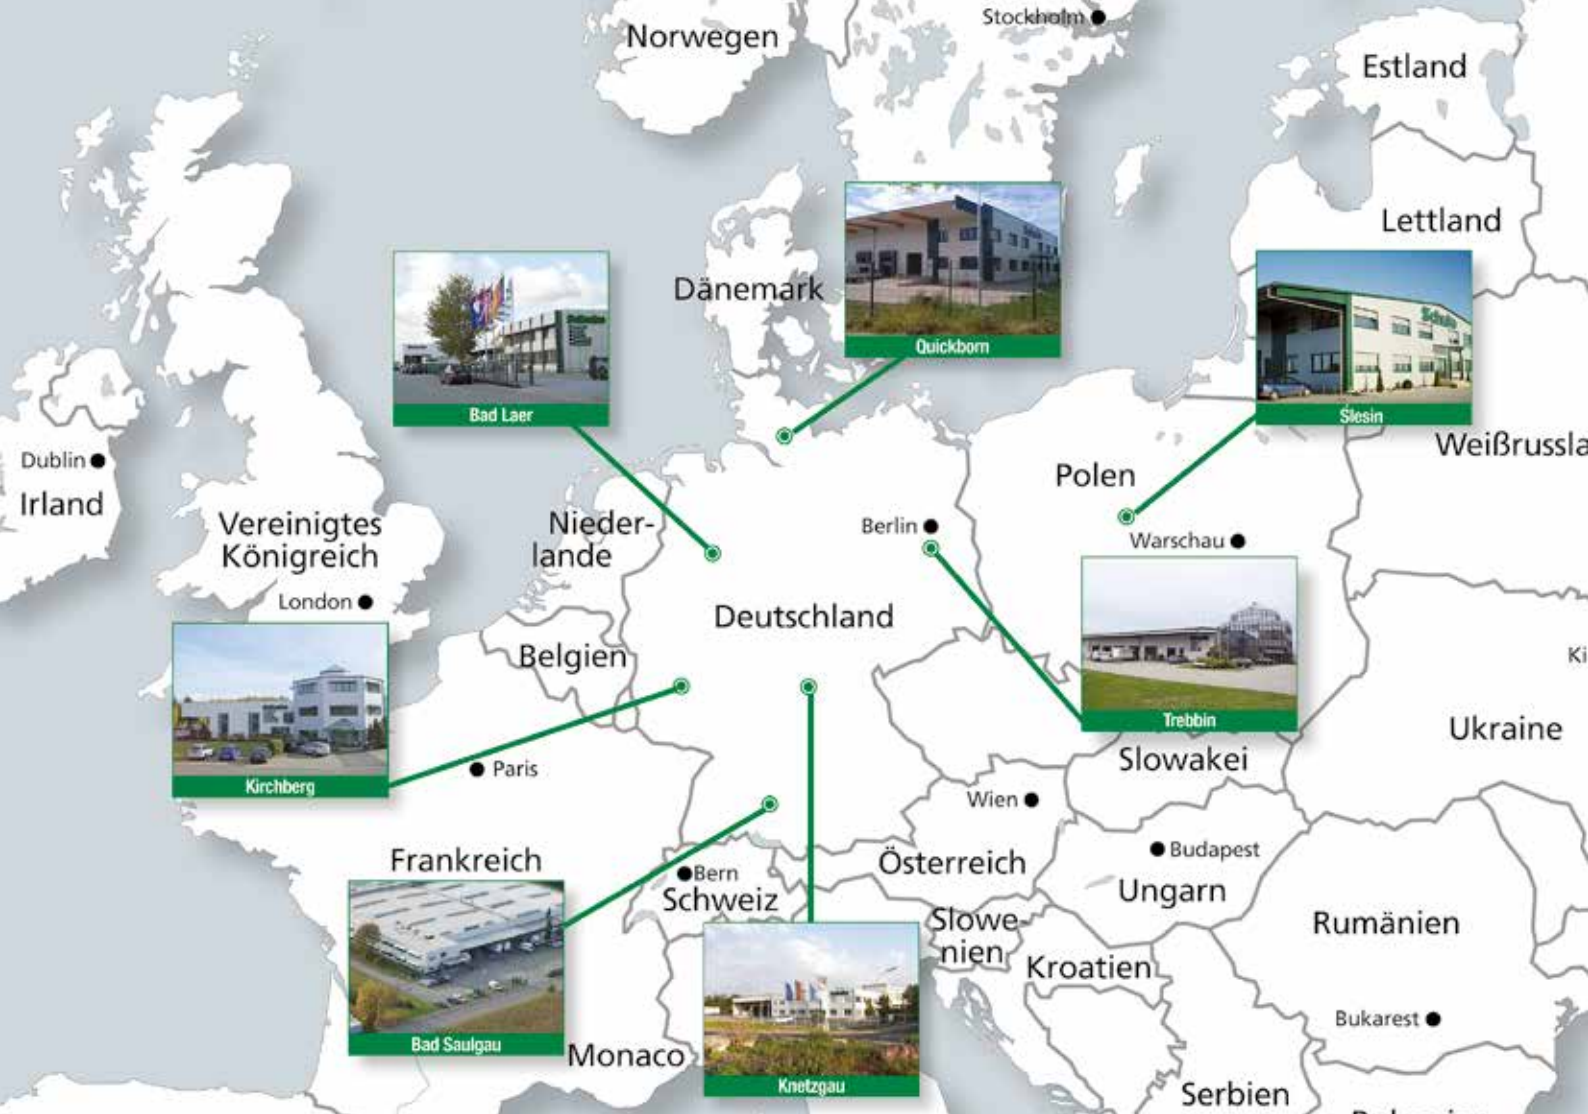 Stockholm
Norwegen
Estland
Lettland
Dänemark
Quickborn
Schulte
Slesin
Bad Laer
Weißrussla
Dublin
Irland
Polen
Vereinigtes
Königreich
Nieder-
lande
Berlin
Warschau
London
Deutschland
Belgien
Ki
Trebbin
Ukraine
Slowakei
Paris
Kirchberg
Wien
Budapest
Frankreich
Österreich
Bern
Schweiz
Ungarn
Slowe-
nien
Rumänien
Kroatien
Bukarest
Bad Saulgau
Monaco
Knetzgau
Serbien